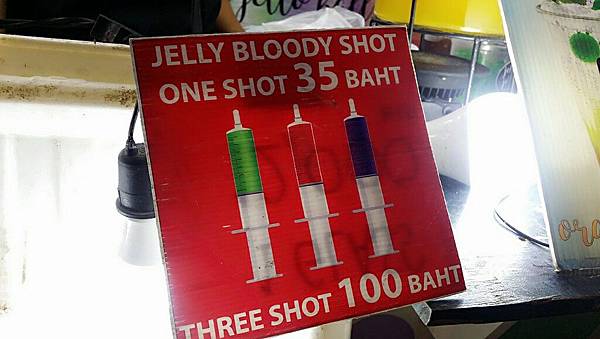 JELLY BLOODY SHOT
ONE SHOT 35 BAHT
THREE SHOT 100 BAHT